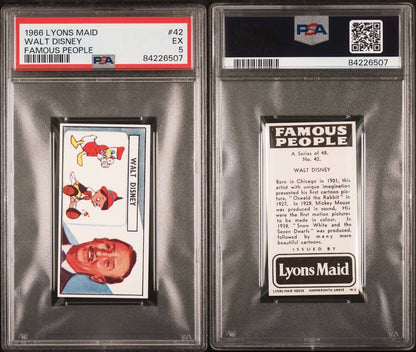 1966 LYONS MAID #42
WALT DISNEY EX
FAMOUS PEOPLE 5
PSA 84226507
WALT DISNEY
PSA
84226507
FAMOUS
PEOPLE
A Series of 48.
No. 42.
WALT DISNEY
Born in Chicago in 1901, this
artist with unique imagination
presented his first cartoon pic-
ture, "Oswald the Rabbit" in
1927. In 1928, Mickey Mouse
was produced in sound. His
were the first motion pictures
to be made in colour. In
1938, "Snow White and the
Seven Dwarfs" was produced,
followed by many more
beautiful cartoons.
ISSUED BY
Lyons Maid
LYONS MAID HOUSE HAMMERSMITH GROVE W 6